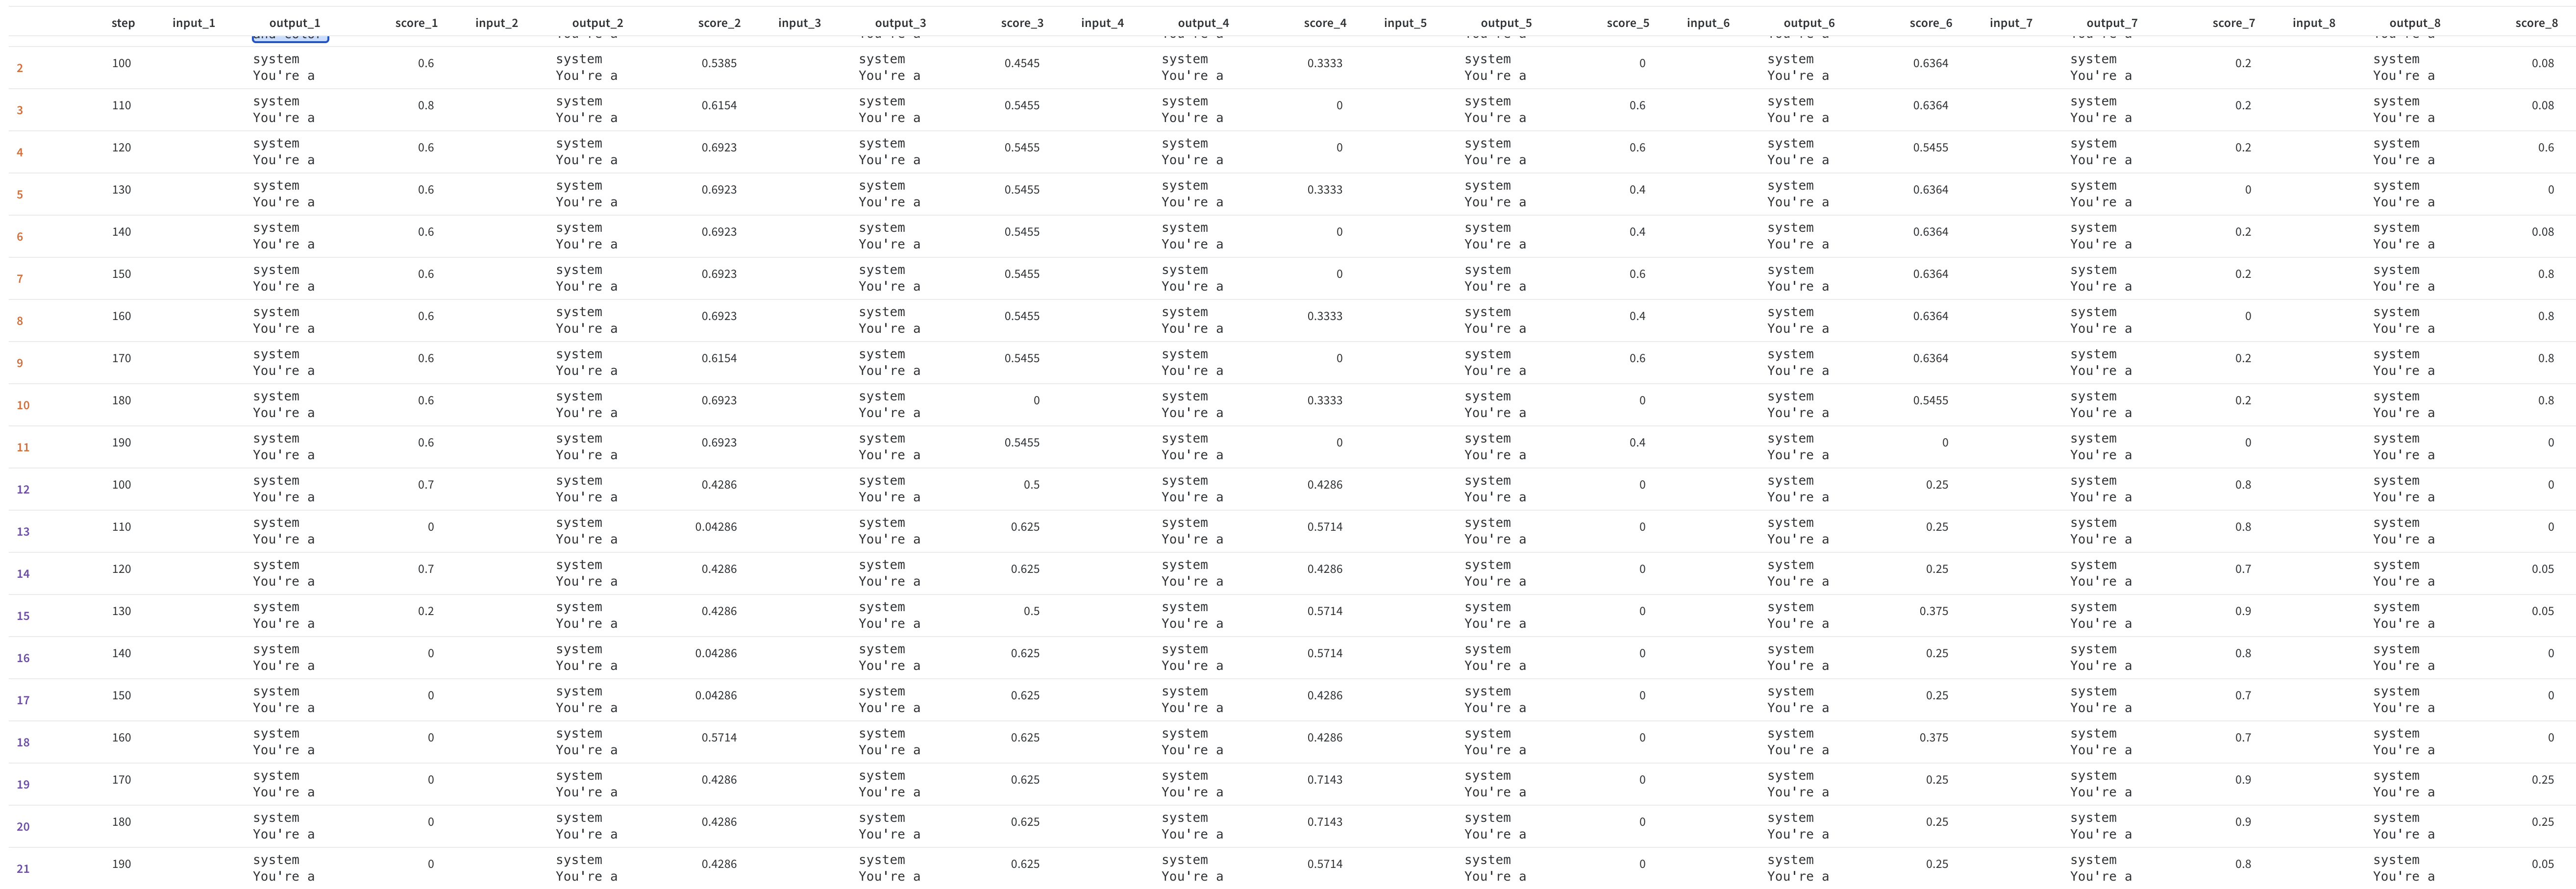 step input_1 output_1 score_1 input_2 output_2 score_2 input_3 output_3 score_3 input_4 output_4 score_4 input_5 output_5 score_5 input_6 output_6 score_6 input_7 output_7 score_7 input_8 output_8 score_8
and color You're a You're a You're a You're a You're a You're a You're a
2 100 system 0.6 system 0.5385 system 0.4545 system 0.3333 system 0 system 0.6364 system 0.2 system 0.08
You're a You're a You're a You're a You're a You're a You're a You're a
3 110 system 0.8 system 0.6154 system 0.5455 system 0 system 0.6 system 0.6364 system 0.2 system 0.08
You're a You're a You're a You're a You're a You're a You're a You're a
4 120 system 0.6 system 0.6923 system 0.5455 system 0 system 0.6 system 0.5455 system 0.2 system 0.6
You're a You're a You're a You're a You're a You're a You're a You're a
5 130 system 0.6 system 0.6923 system 0.5455 system 0.3333 system 0.4 system 0.6364 system 0 system 0
You're a You're a You're a You're a You're a You're a You're a You're a
6 140 system 0.6 system 0.6923 system 0.5455 system 0 system 0.4 system 0.6364 system 0.2 system 0.08
You're a You're a You're a You're a You're a You're a You're a You're a
7 150 system 0.6 system 0.6923 system 0.5455 system 0 system 0.6 system 0.6364 system 0.2 system 0.8
You're a You're a You're a You're a You're a You're a You're a You're a
8 160 system 0.6 system 0.6923 system 0.5455 system 0.3333 system 0.4 system 0.6364 system 0 system 0.8
You're a You're a You're a You're a You're a You're a You're a You're a
9 170 system 0.6 system 0.6154 system 0.5455 system 0 system 0.6 system 0.6364 system 0.2 system 0.8
You're a You're a You're a You're a You're a You're a You're a You're a
10 180 system 0.6 system 0.6923 system 0 system 0.3333 system 0 system 0.5455 system 0.2 system 0.8
You're a You're a You're a You're a You're a You're a You're a You're a
11 190 system 0.6 system 0.6923 system 0.5455 system 0 system 0.4 system 0 system 0 system 0
You're a You're a You're a You're a You're a You're a You're a You're a
12 100 system 0.7 system 0.4286 system 0.5 system 0.4286 system 0 system 0.25 system 0.8 system 0
You're a You're a You're a You're a You're a You're a You're a You're a
13 110 system 0 system 0.04286 system 0.625 system 0.5714 system 0 system 0.25 system 0.8 system 0
You're a You're a You're a You're a You're a You're a You're a You're a
14 120 system 0.7 system 0.4286 system 0.625 system 0.4286 system 0 system 0.25 system 0.7 system 0.05
You're a You're a You're a You're a You're a You're a You're a You're a
15 130 system 0.2 system 0.4286 system 0.5 system 0.5714 system 0 system 0.375 system 0.9 system 0.05
You're a You're a You're a You're a You're a You're a You're a You're a
16 140 system 0 system 0.04286 system 0.625 system 0.5714 system 0 system 0.25 system 0.8 system 0
You're a You're a You're a You're a You're a You're a You're a You're a
17 150 system 0 system 0.04286 system 0.625 system 0.4286 system 0 system 0.25 system 0.7 system 0
You're a You're a You're a You're a You're a You're a You're a You're a
18 160 system 0 system 0.5714 system 0.625 system 0.4286 system 0 system 0.375 system 0.7 system 0
You're a You're a You're a You're a You're a You're a You're a You're a
19 170 system 0 system 0.4286 system 0.625 system 0.7143 system 0 system 0.25 system 0.9 system 0.25
You're a You're a You're a You're a You're a You're a You're a You're a
20 180 system 0 system 0.4286 system 0.625 system 0.7143 system 0 system 0.25 system 0.9 system 0.25
You're a You're a You're a You're a You're a You're a You're a You're a
21 190 system 0 system 0.4286 system 0.625 system 0.5714 system 0 system 0.25 system 0.8 system 0.05
You're a You're a You're a You're a You're a You're a You're a You're a